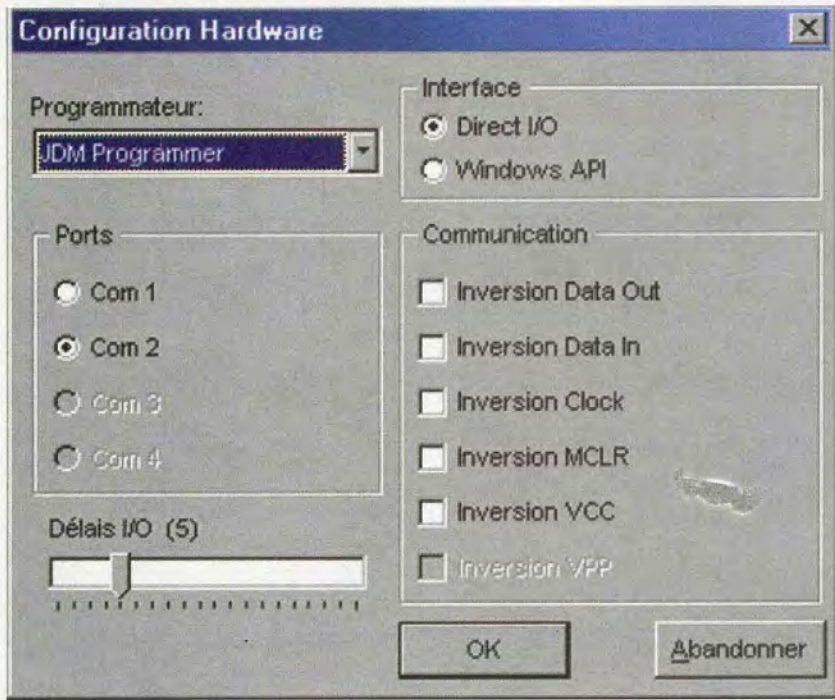 Configuration Hardware
Programmateur:
JDM Programmer
Interface
Direct I/O
Windows API
Ports
Com 1
Com 2
Com 3
Com 4
Délais I/O (5)
Communication
Inversion Data Out
Inversion Data In
Inversion Clock
Inversion MCLR
Inversion VCC
Inversion VPP
OK
Abandonner